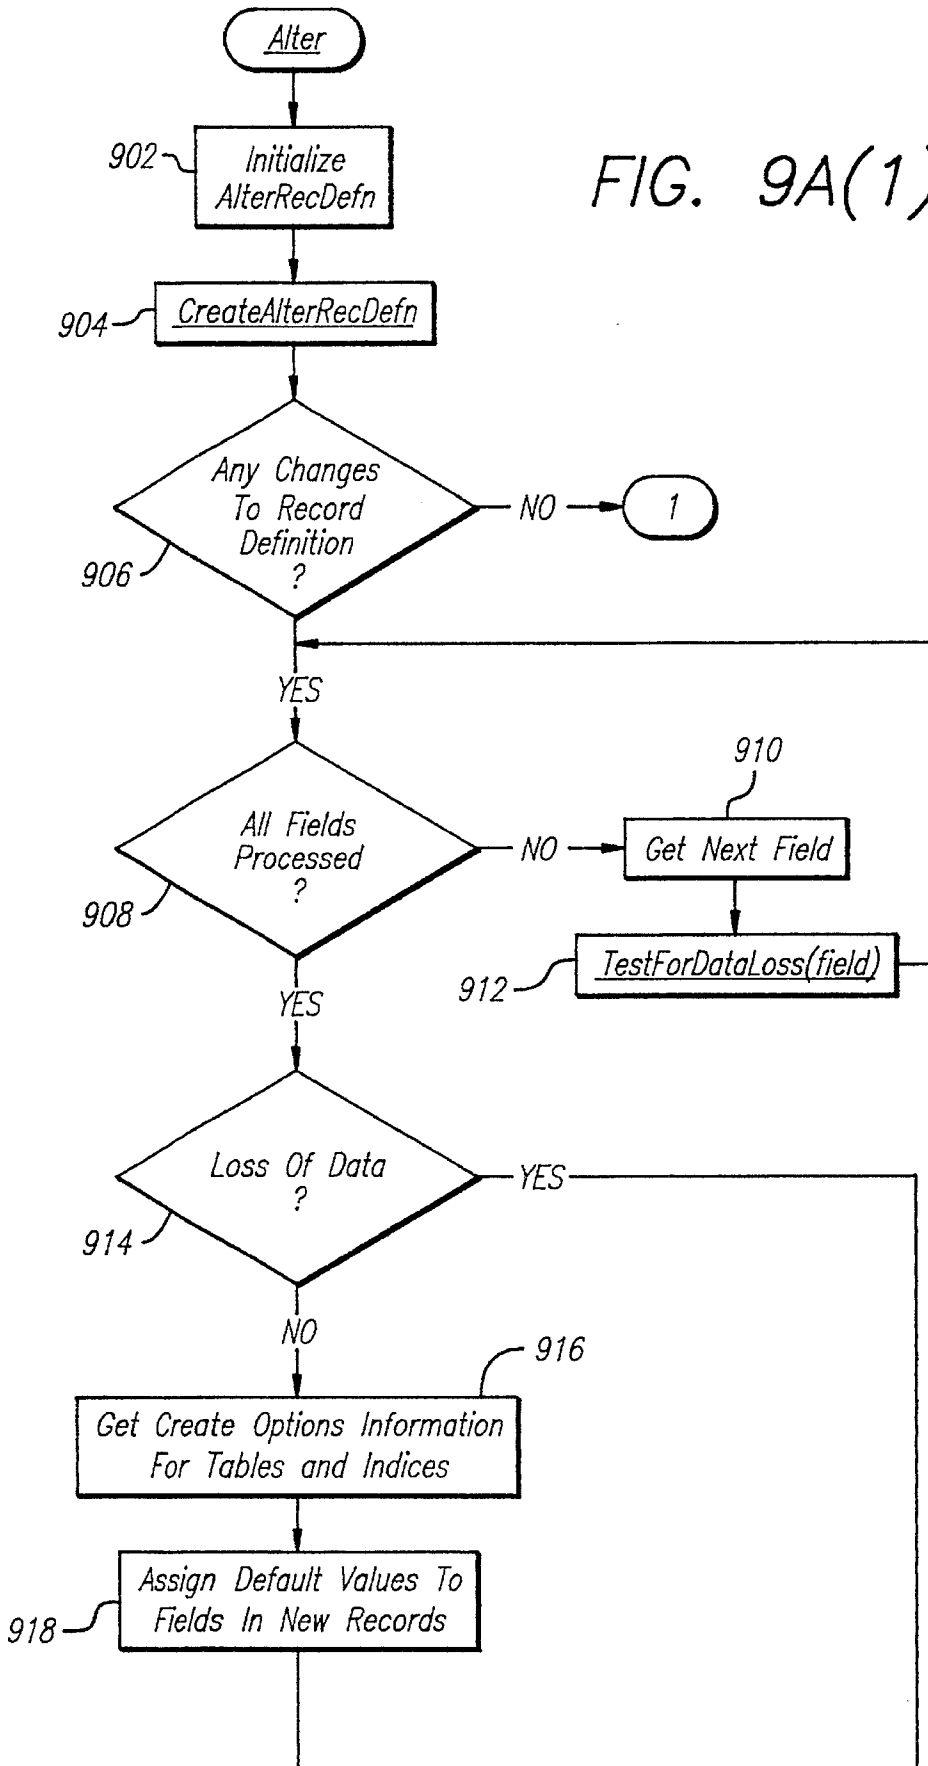 Alter
902
Initialize
AlterRecDefn
FIG. 9A(1)
904
CreateAlterRecDefn
Any Changes
To Record
Definition
?
906
NO
1
YES
All Fields
Processed
?
908
NO
910
Get Next Field
912
TestForDataLoss(field)
YES
Loss Of Data
?
914
YES
NO
916
Get Create Options Information
For Tables and Indices
Assign Default Values To
Fields In New Records
918